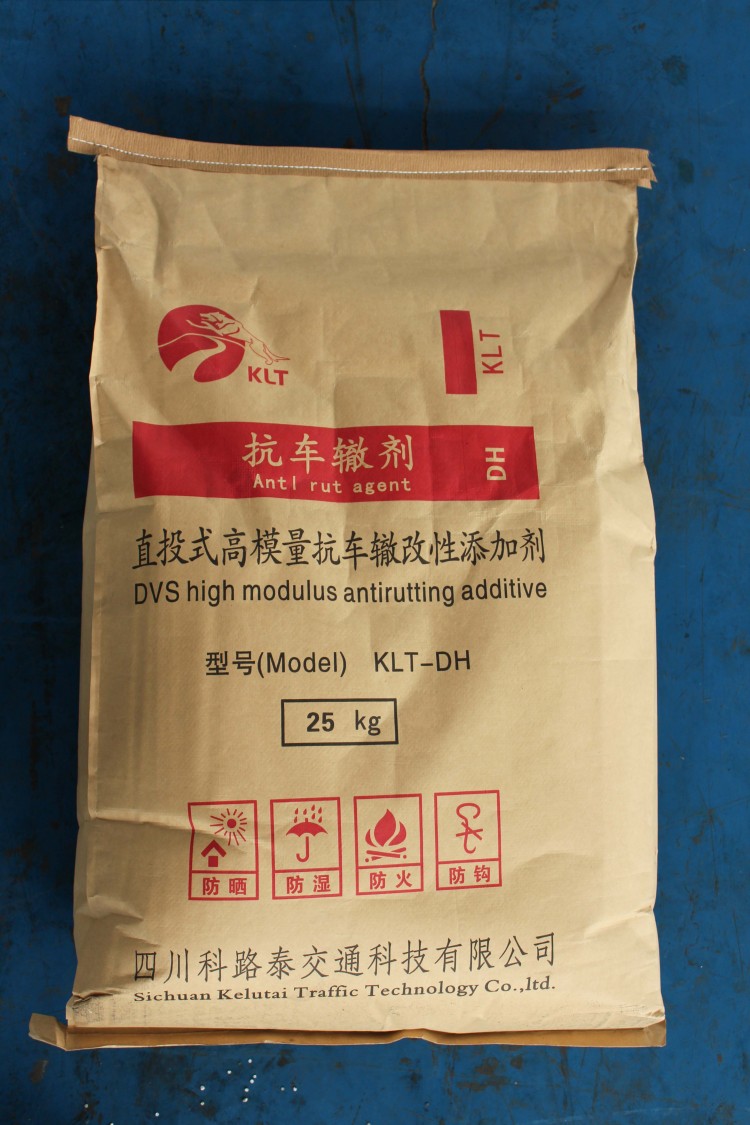 KLT
KLT
抗车辙剂
Anti rut agent
DH
直投式高模量抗车辙改性添加剂
DVS high modulus antirutting additive
型号(Model) KLT-DH
25 kg
防晒 防湿 防火 防钩
四川科路泰交通科技有限公司
Sichuan Kelutai Traffic Technology Co.,ltd.